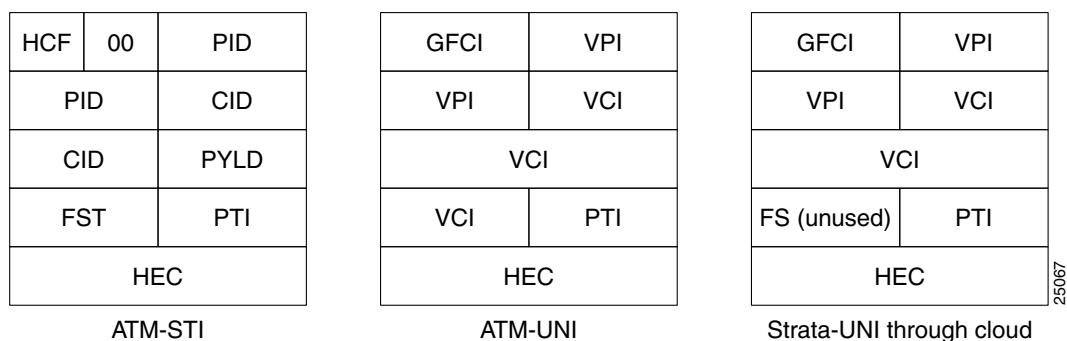 HCF 00 PID
PID CID
CID PYLD
FST PTI
HEC
ATM-STI
GFCI VPI
VPI VCI
VCI
VCI PTI
HEC
ATM-UNI
GFCI VPI
VPI VCI
VCI
FS (unused) PTI
HEC
Strata-UNI through cloud
25067